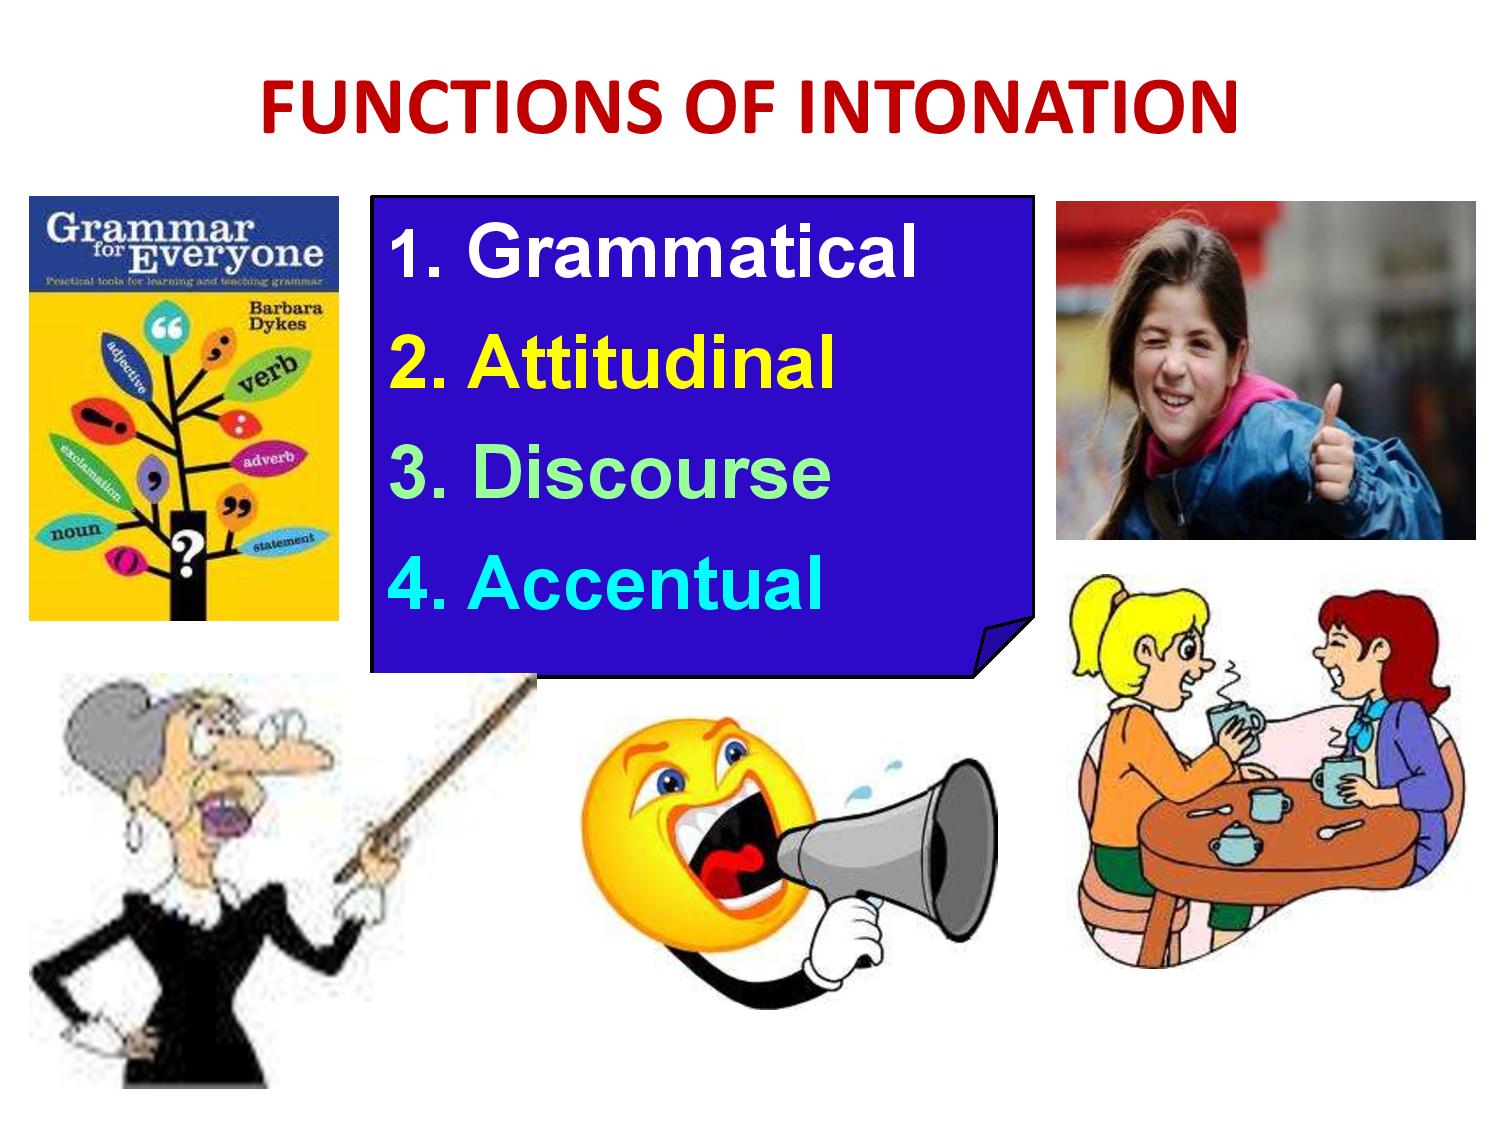 FUNCTIONS OF INTONATION
Grammar
for Everyone
Practical tools for learning and teaching grammar
Barbara
Dykes
“
;
adjective
verb
!
:
exclamation
,
adverb
”
noun
?
statement
()
1. Grammatical
2. Attitudinal
3. Discourse
4. Accentual